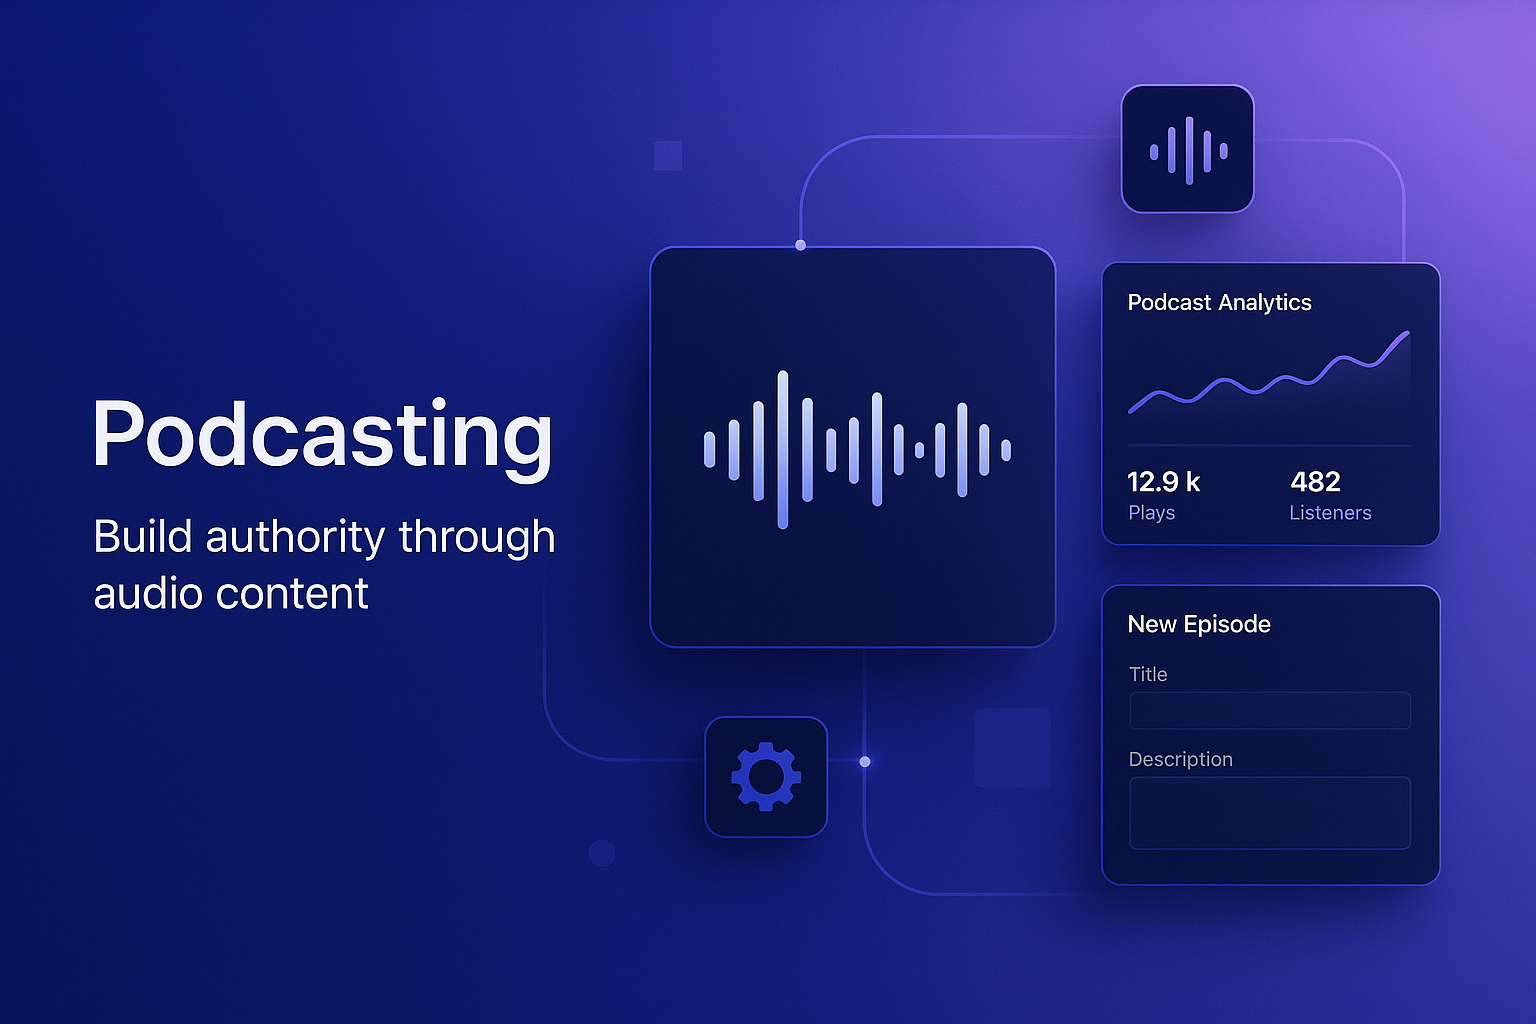 Podcasting
Build authority through
audio content
Podcast Analytics
12.9 k
Plays
482
Listeners
New Episode
Title
Description